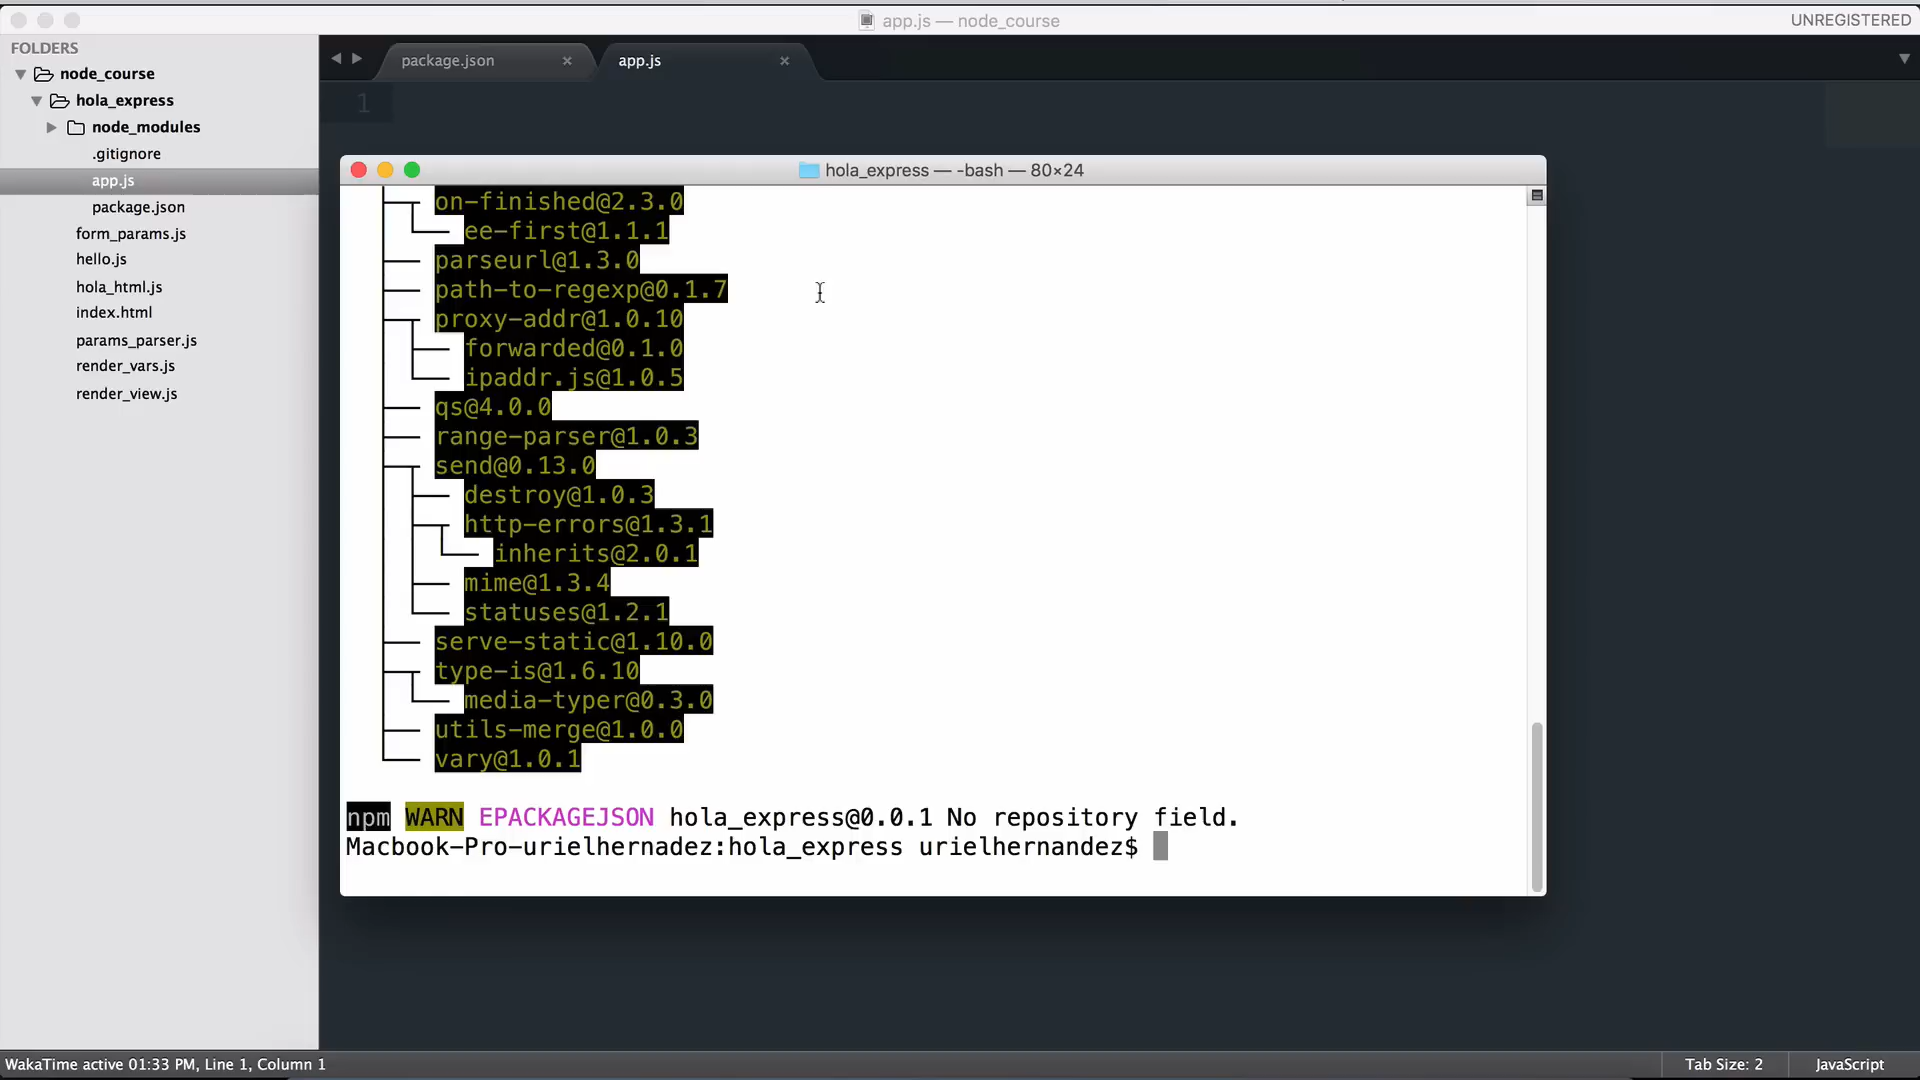 app.js — node_course
UNREGISTERED
FOLDERS
node_course
hola_express
node_modules
.gitignore
app.js
package.json
form_params.js
hello.js
hola_html.js
index.html
params_parser.js
render_vars.js
render_view.js
package.json
app.js
1
hola_express — -bash — 80×24
on-finished@2.3.0
ee-first@1.1.1
parseurl@1.3.0
path-to-regexp@0.1.7
proxy-addr@1.0.10
forwarded@0.1.0
ipaddr.js@1.0.5
qs@4.0.0
range-parser@1.0.3
send@0.13.0
destroy@1.0.3
http-errors@1.3.1
inherits@2.0.1
mime@1.3.4
statuses@1.2.1
serve-static@1.10.0
type-is@1.6.10
media-typer@0.3.0
utils-merge@1.0.0
vary@1.0.1
npm WARN EPACKAGEJSON hola_express@0.0.1 No repository field.
Macbook-Pro-urielhernadez:hola_express urielhernandez$
WakaTime active 01:33 PM, Line 1, Column 1
Tab Size: 2
JavaScript